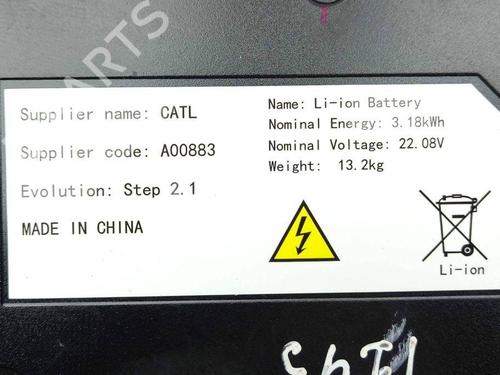 PARTS
Supplier name: CATL
Supplier code: A00883
Evolution: Step 2.1
MADE IN CHINA
Name: Li-ion Battery
Nominal Energy: 3.18kWh
Nominal Voltage: 22.08V
Weight: 13.2kg
Li-ion